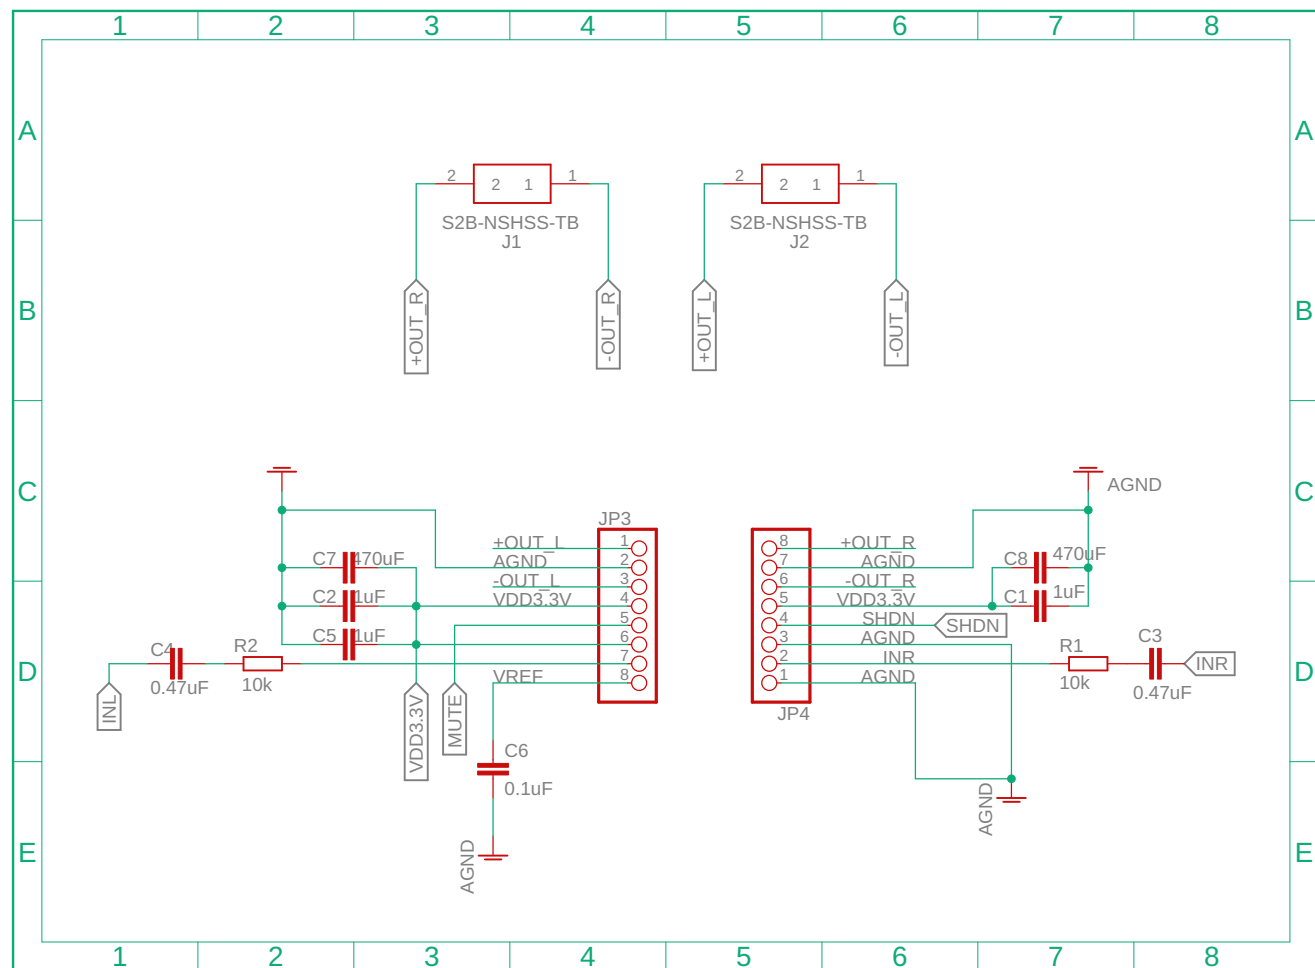 1 2 3 4 5 6 7 8
A A
2 2 1 1
S2B-NSHSS-TB
J1
2 2 1 1
S2B-NSHSS-TB
J2
B B
+OUT_R
-OUT_R
+OUT_L
-OUT_L
C C
AGND
JP3
+OUT_L 1
AGND 2
-OUT_L 3
VDD3.3V 4
5
6
7
VREF 8
C7 470uF
C2 1uF
C5 1uF
C4
0.47uF
R2
10k
INL
VDD3.3V
MUTE
C6
0.1uF
AGND
8 +OUT_R
7 AGND
6 -OUT_R
5 VDD3.3V
4 SHDN
3 AGND
2 INR
1 AGND
JP4
SHDN
C8 470uF
C1 1uF
R1
10k
C3
0.47uF
INR
AGND
D D
E E
1 2 3 4 5 6 7 8